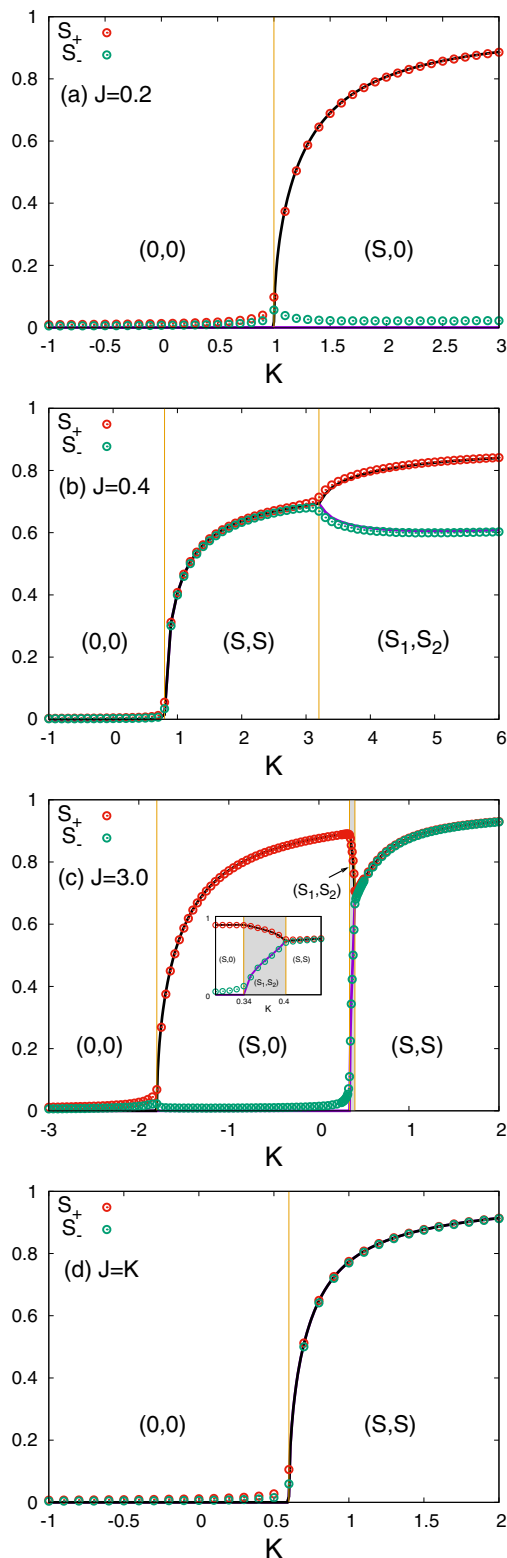 1
S+
S-
0.8
(a) J=0.2
0.6
0.4
(0,0)
(S,0)
0.2
0
-1 -0.5 0 0.5 1 1.5 2 2.5 3
K
1
S+
S-
0.8
(b) J=0.4
0.6
0.4
(0,0)
(S,S)
(S1,S2)
0.2
0
-1 0 1 2 3 4 5 6
K
1
S+
S-
0.8
(c) J=3.0
(S1,S2)
0.6
1
(S,0)
(S1,S2)
(S,S)
0
0.34 0.4
K
0.4
(0,0)
(S,0)
(S,S)
0.2
0
-3 -2 -1 0 1 2
K
1
S+
S-
0.8
(d) J=K
0.6
0.4
(0,0)
(S,S)
0.2
0
-1 -0.5 0 0.5 1 1.5 2
K